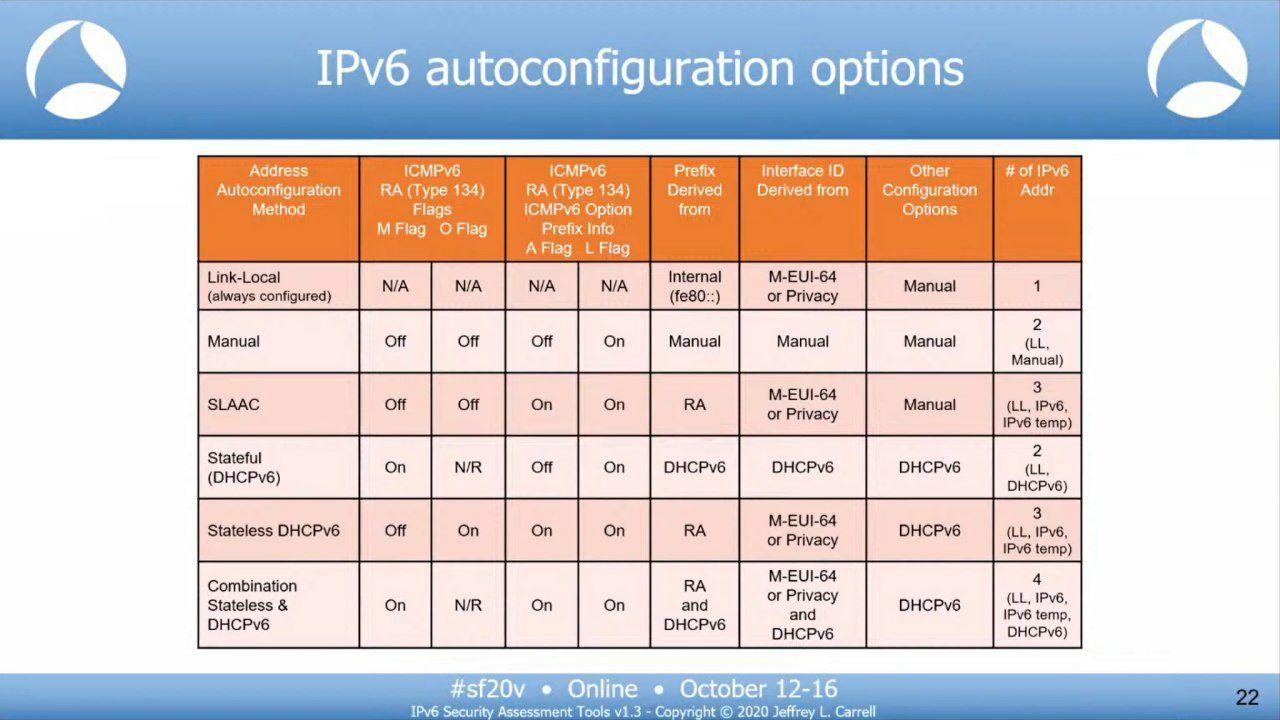 IPv6 autoconfiguration options
Address
Autoconfiguration
Method
ICMPv6
RA (Type 134)
Flags
M Flag O Flag
ICMPv6
RA (Type 134)
ICMPv6 Option
Prefix Info
A Flag L Flag
Prefix
Derived
from
Interface ID
Derived from
Other
Configuration
Options
# of IPv6
Addr
Link-Local
(always configured)
N/A
N/A
N/A
N/A
Internal
(fe80::)
M-EUI-64
or Privacy
Manual
1
Manual
Off
Off
Off
On
Manual
Manual
Manual
2
(LL,
Manual)
SLAAC
Off
Off
On
On
RA
M-EUI-64
or Privacy
Manual
3
(LL, IPv6,
IPv6 temp)
Stateful
(DHCPv6)
On
N/R
Off
On
DHCPv6
DHCPv6
DHCPv6
2
(LL,
DHCPv6)
Stateless DHCPv6
Off
On
On
On
RA
M-EUI-64
or Privacy
DHCPv6
3
(LL, IPv6,
IPv6 temp)
Combination
Stateless &
DHCPv6
On
N/R
On
On
RA
and
DHCPv6
M-EUI-64
or Privacy
and
DHCPv6
DHCPv6
4
(LL, IPv6,
IPv6 temp,
DHCPv6)
#sf20v • Online • October 12-16
IPv6 Security Assessment Tools v1.3 - Copyright © 2020 Jeffrey L. Carrell
22